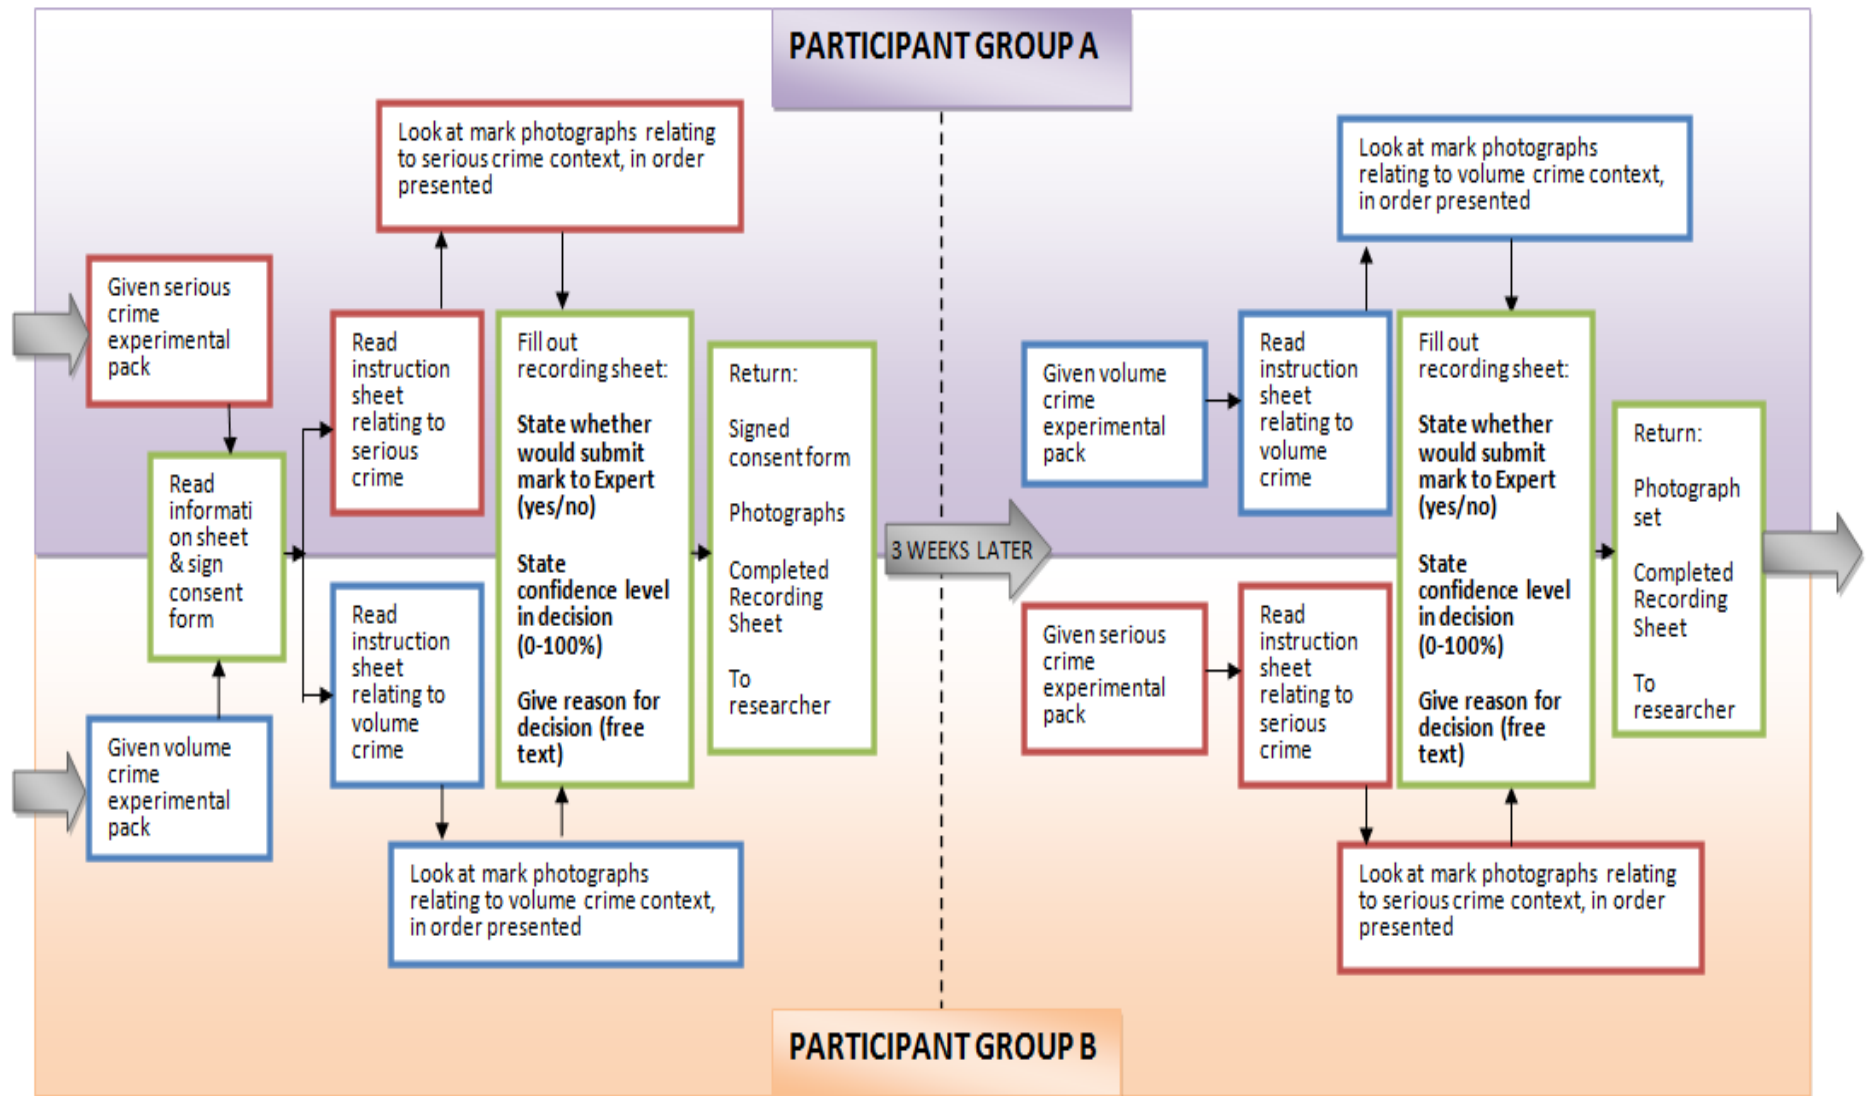 PARTICIPANT GROUP A
Given serious
crime
experimental
pack
Given volume
crime
experimental
pack
Read
informati
on sheet
& sign
consent
form
Read
instruction
sheet
relating to
serious
crime
Look at mark photographs relating
to serious crime context, in order
presented
Read
instruction
sheet
relating to
volume
crime
Look at mark photographs
relating to volume crime context,
in order presented
Fill out
recording sheet:
State whether
would submit
mark to Expert
(yes/no)
State
confidence level
in decision
(0-100%)
Give reason for
decision (free
text)
Return:
Signed
consent form
Photographs
Completed
Recording
Sheet
To
researcher
3 WEEKS LATER
Given volume
crime
experimental
pack
Read
instruction
sheet
relating to
volume
crime
Look at mark photographs
relating to volume crime context,
in order presented
Given serious
crime
experimental
pack
Read
instruction
sheet
relating to
serious
crime
Look at mark photographs relating
to serious crime context, in order
presented
Fill out
recording sheet:
State whether
would submit
mark to Expert
(yes/no)
State
confidence level
in decision
(0-100%)
Give reason for
decision (free
text)
Return:
Photograph
set
Completed
Recording
Sheet
To
researcher
PARTICIPANT GROUP B